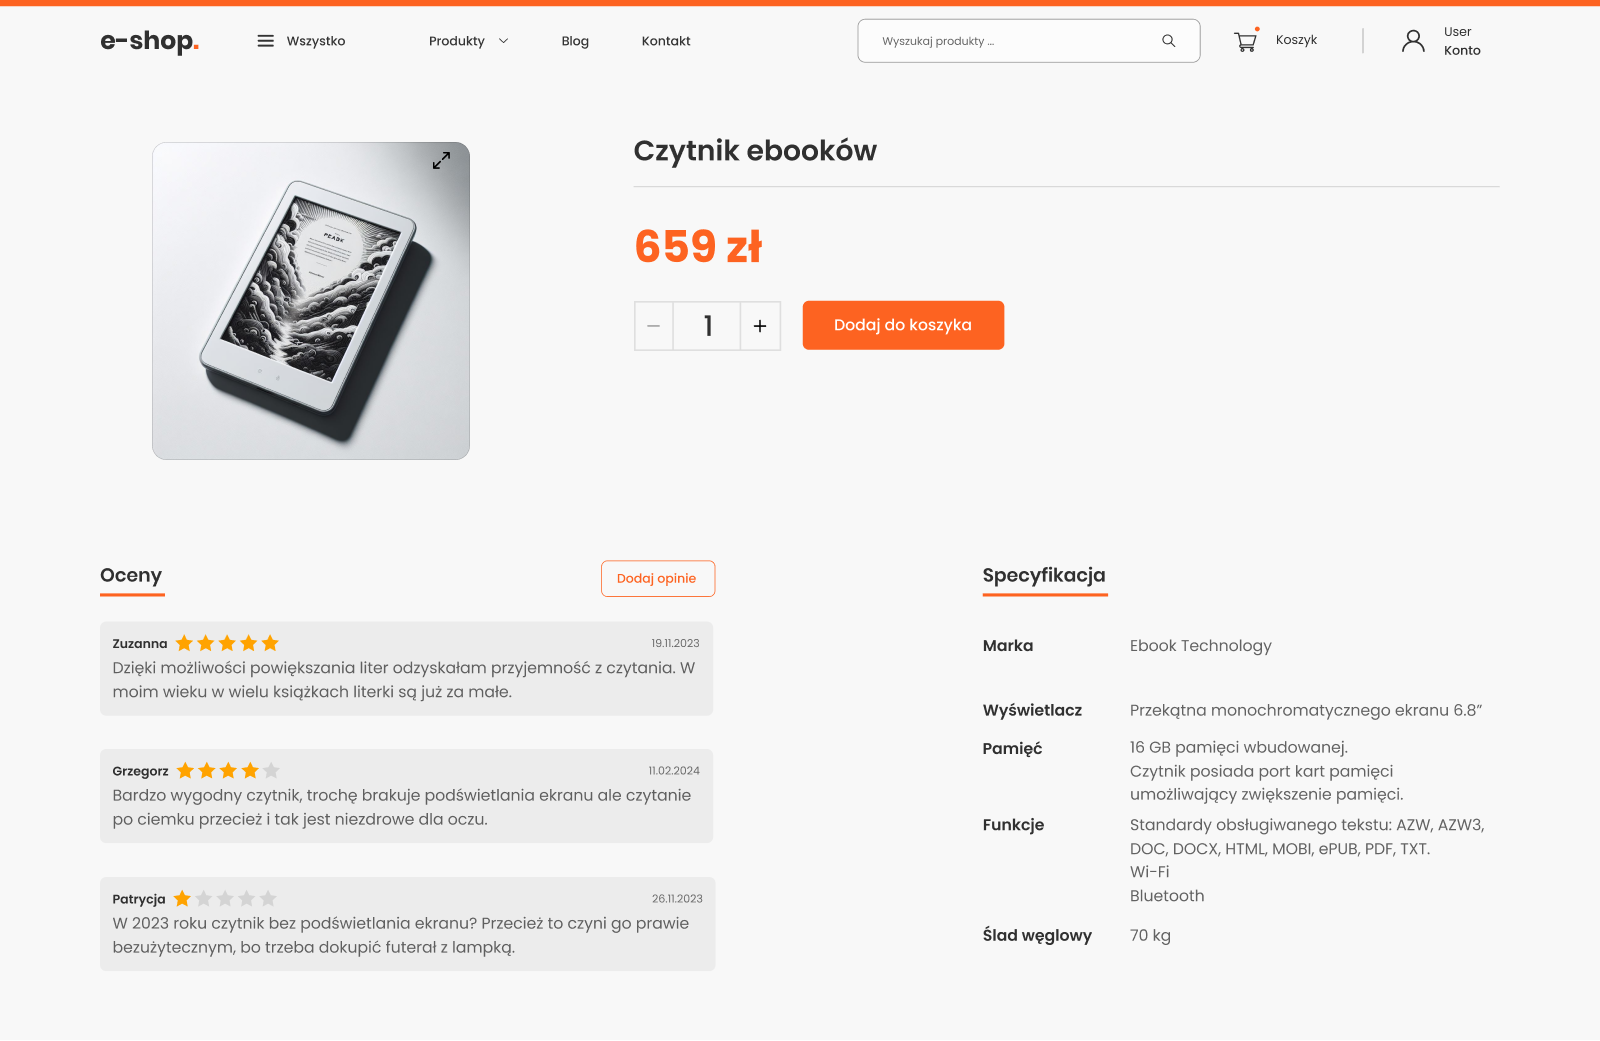 e-shop.
Wszystko
Produkty
Blog
Kontakt
Wyszukaj produkty ...
Koszyk
User
Konto
Czytnik ebooków
659 zł
1
Dodaj do koszyka
Oceny
Dodaj opinie
Zuzanna
19.11.2023
Dzięki możliwości powiększania liter odzyskałam przyjemność z czytania. W
moim wieku w wielu książkach literki są już za małe.
Grzegorz
11.02.2024
Bardzo wygodny czytnik, trochę brakuje podświetlania ekranu ale czytanie
po ciemku przecież i tak jest niezdrowe dla oczu.
Patrycja
26.11.2023
W 2023 roku czytnik bez podświetlania ekranu? Przecież to czyni go prawie
bezużytecznym, bo trzeba dokupić futerał z lampką.
Specyfikacja
Marka
Ebook Technology
Wyświetlacz
Przekątna monochromatycznego ekranu 6.8”
Pamięć
16 GB pamięci wbudowanej.
Czytnik posiada port kart pamięci
umożliwiający zwiększenie pamięci.
Funkcje
Standardy obsługiwanego tekstu: AZW, AZW3,
DOC, DOCX, HTML, MOBI, ePUB, PDF, TXT.
Wi-Fi
Bluetooth
Ślad węglowy
70 kg